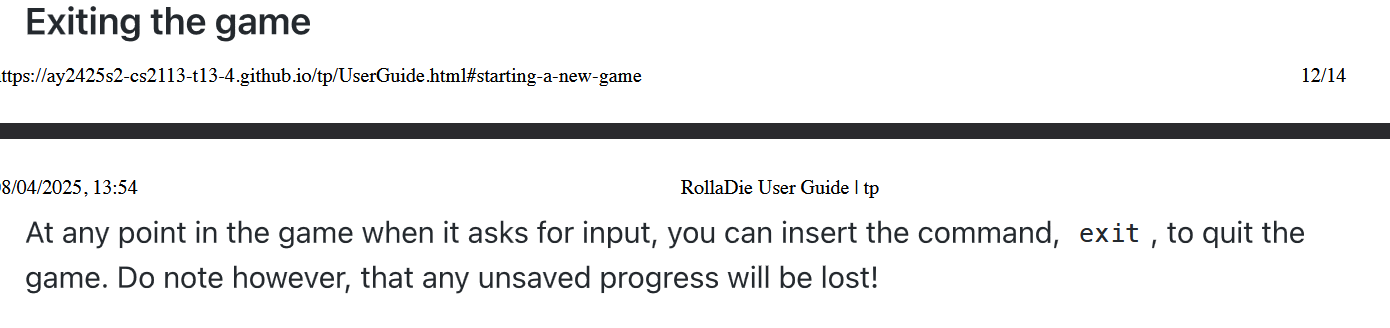 Exiting the game
ttps://ay2425s2-cs2113-t13-4.github.io/tp/UserGuide.html#starting-a-new-game 12/14
8/04/2025, 13:54 RollaDie User Guide | tp
At any point in the game when it asks for input, you can insert the command, exit , to quit the
game. Do note however, that any unsaved progress will be lost!